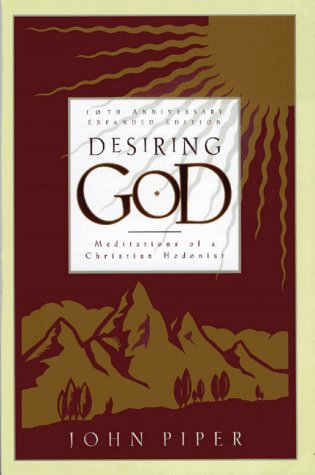 10TH ANNIVERSARY
EXPANDED EDITION
DESIRING
GOD
Meditations of a
Christian Hedonist
JOHN PIPER